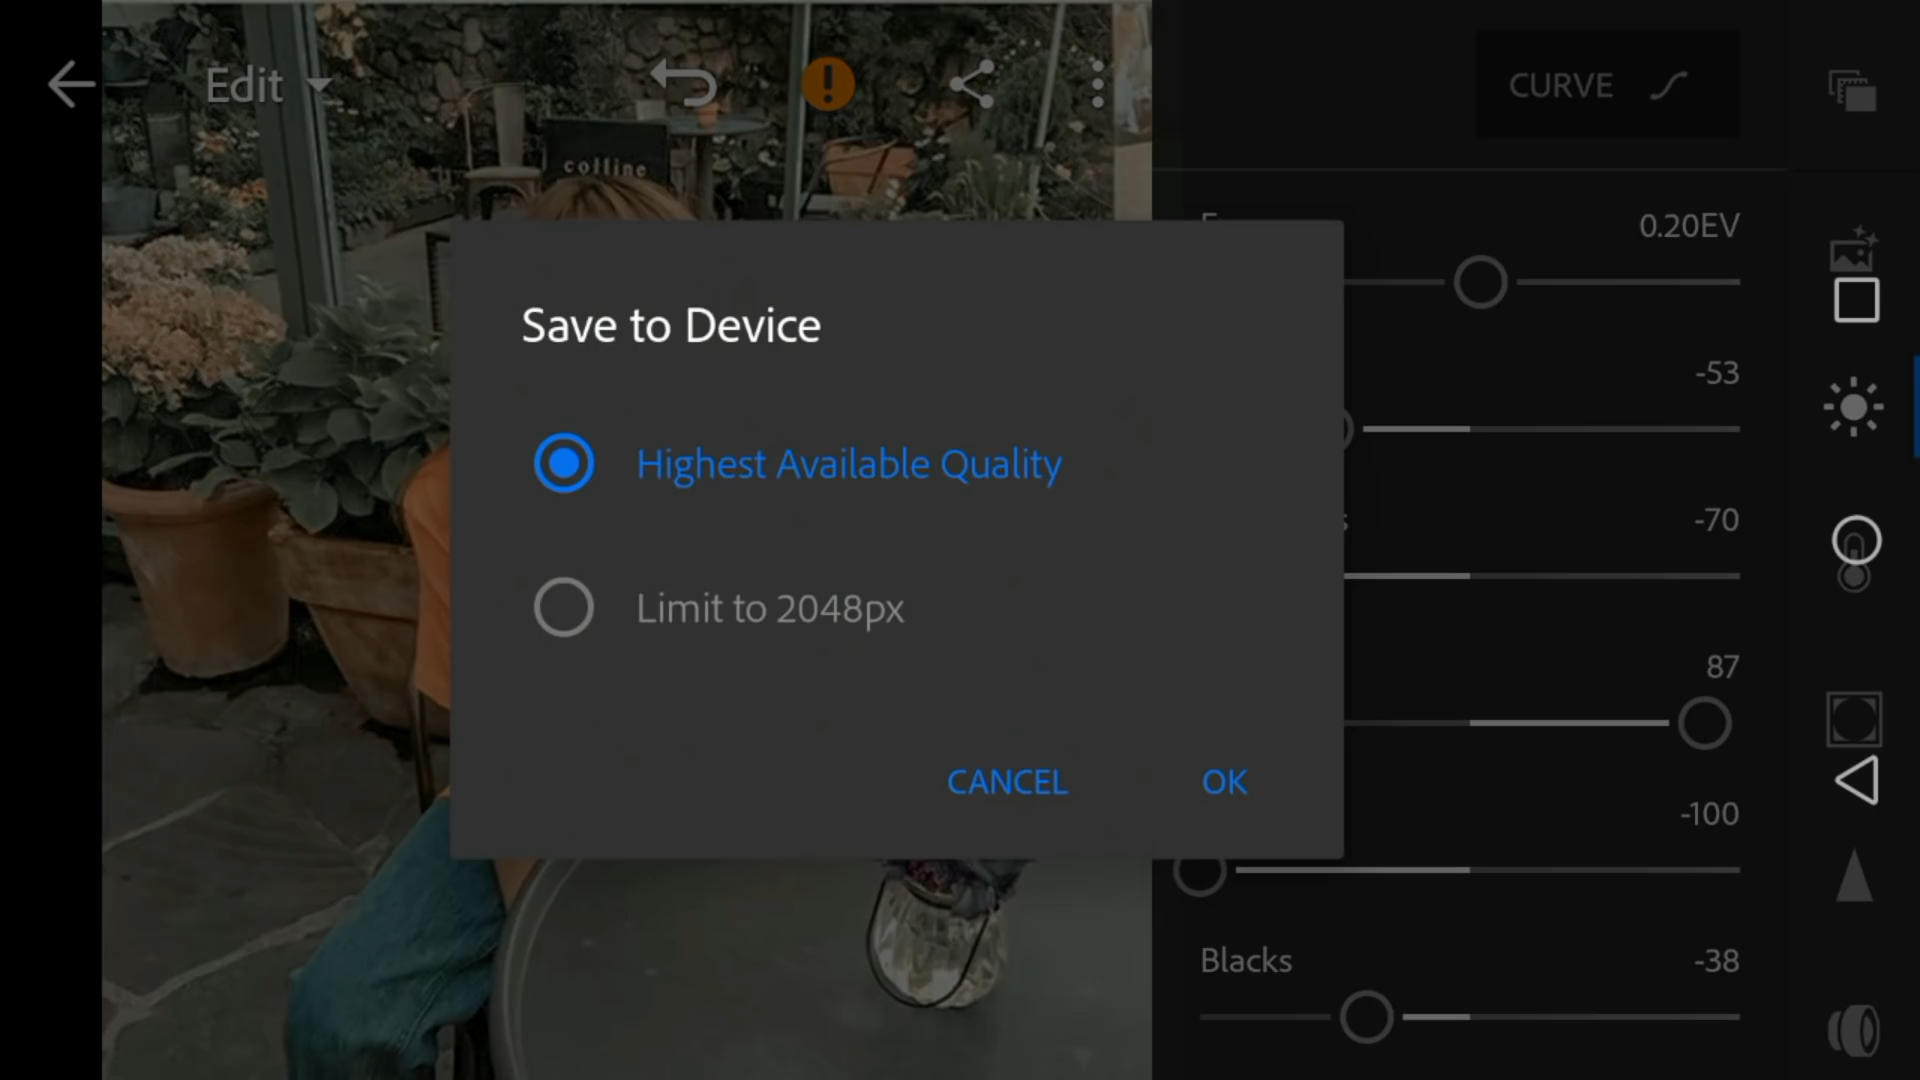 Edit
CURVE
colline
0.20EV
Save to Device
-53
Highest Available Quality
-70
Limit to 2048px
87
CANCEL
OK
-100
Blacks
-38